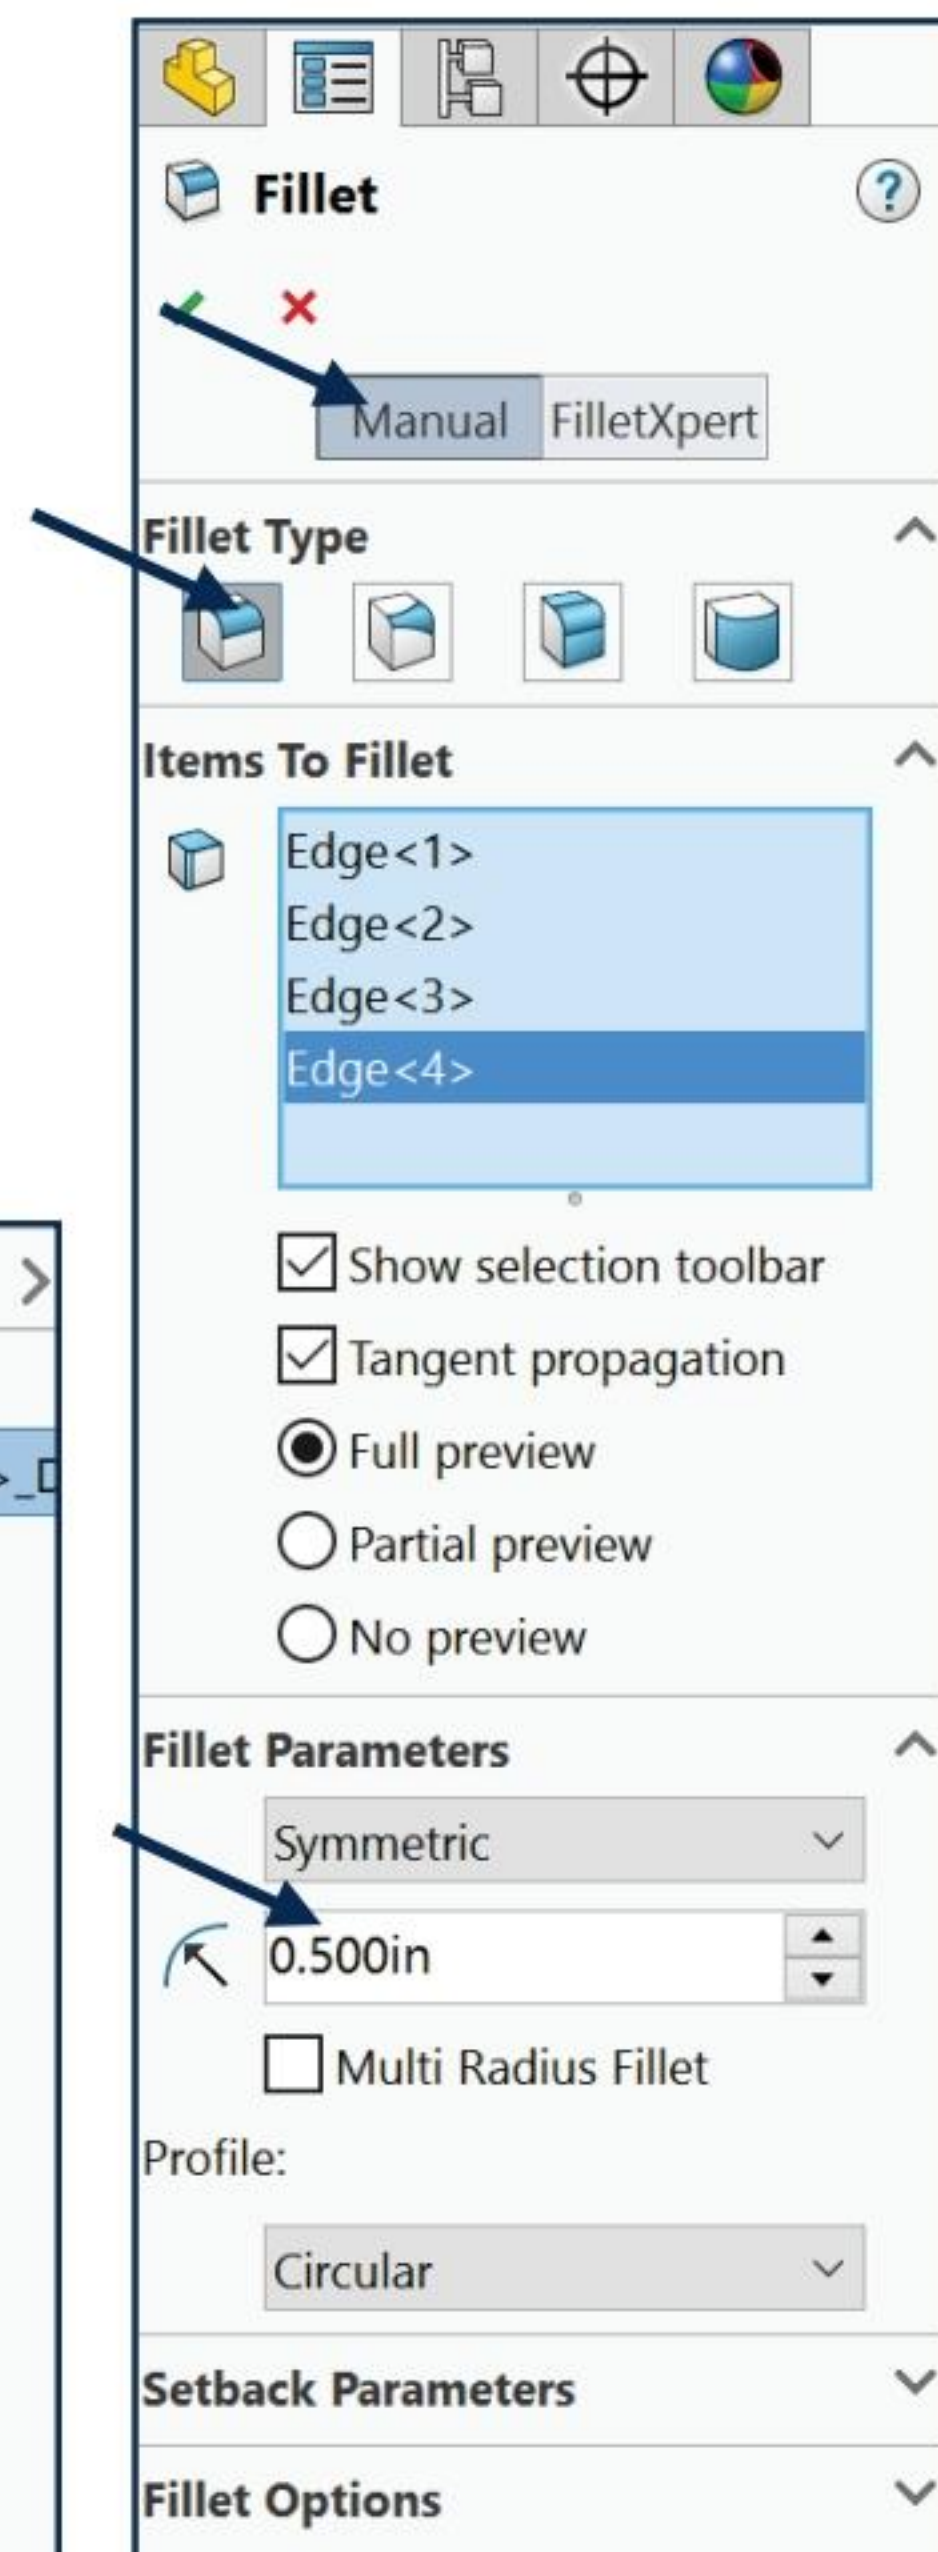 Fillet
?
Manual FilletXpert
Fillet Type
Items To Fillet
Edge<1>
Edge<2>
Edge<3>
Edge<4>
Show selection toolbar
Tangent propagation
Full preview
Partial preview
No preview
Fillet Parameters
Symmetric
0.500in
Multi Radius Fillet
Profile:
Circular
Setback Parameters
Fillet Options